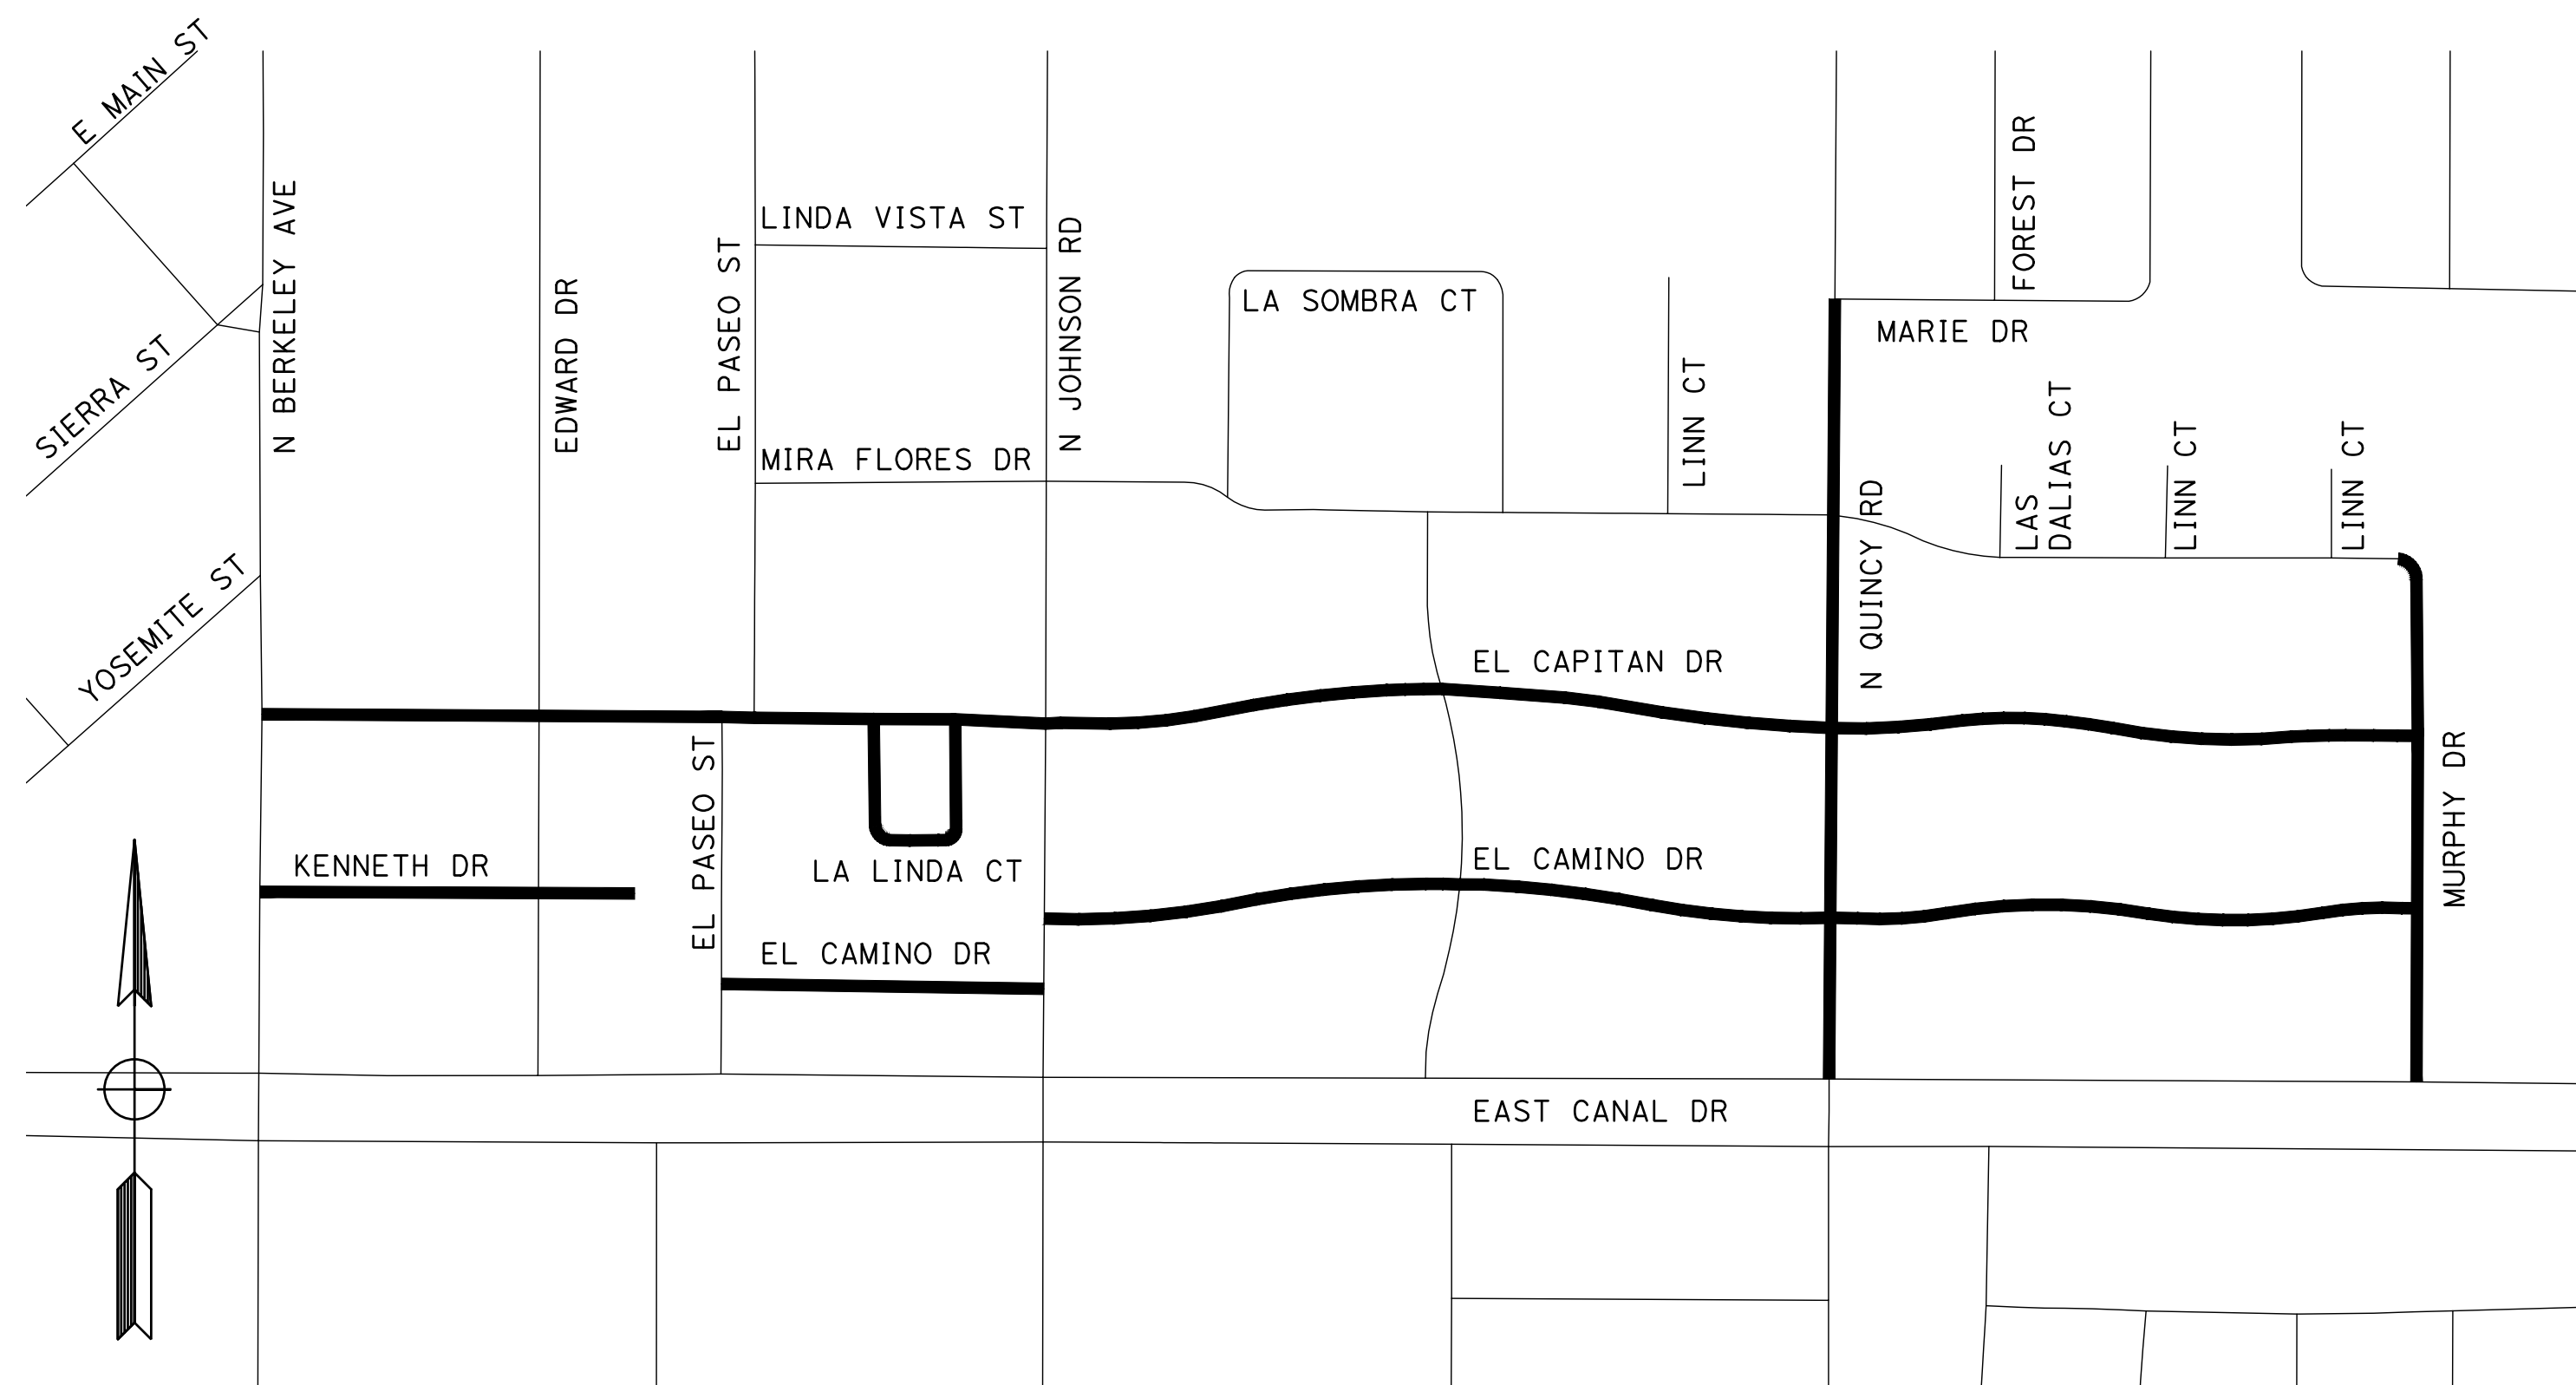 E MAIN ST
SIERRA ST
YOSEMITE ST
N BERKELEY AVE
EDWARD DR
EL PASEO ST
LINDA VISTA ST
MIRA FLORES DR
N JOHNSON RD
LA SOMBRA CT
LINN CT
FOREST DR
MARIE DR
N QUINCY RD
LAS
DALIAS CT
LINN CT
LINN CT
EL CAPITAN DR
EL PASEO ST
KENNETH DR
LA LINDA CT
EL CAMINO DR
EL CAMINO DR
MURPHY DR
EAST CANAL DR